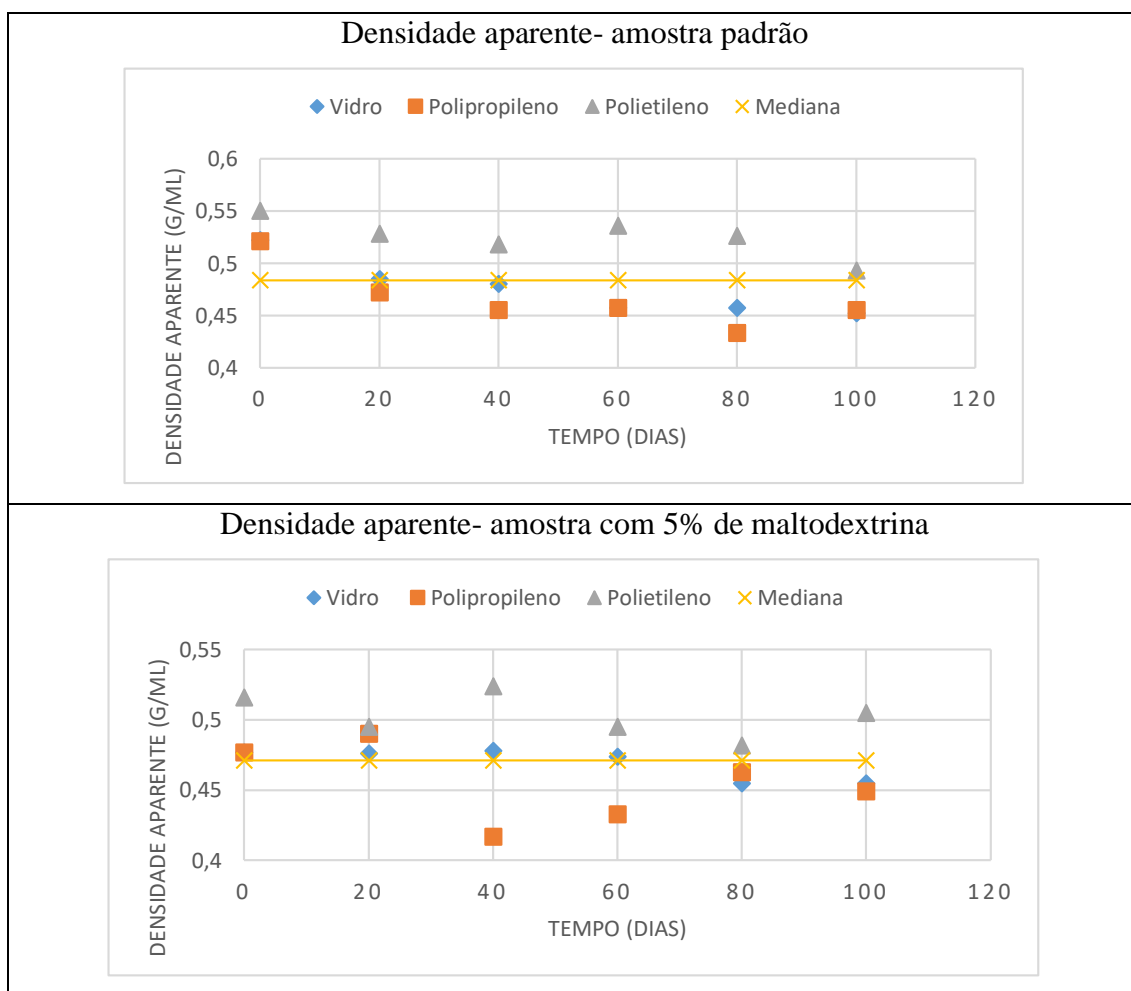 Densidade aparente- amostra padrão
Vidro Polipropileno Polietileno Mediana
DENSIDADE APARENTE (G/ML)
0,6
0,55
0,5
0,45
0,4
0 20 40 60 80 100 120
TEMPO (DIAS)
Densidade aparente- amostra com 5% de maltodextrina
Vidro Polipropileno Polietileno Mediana
DENSIDADE APARENTE (G/ML)
0,55
0,5
0,45
0,4
0 20 40 60 80 100 120
TEMPO (DIAS)